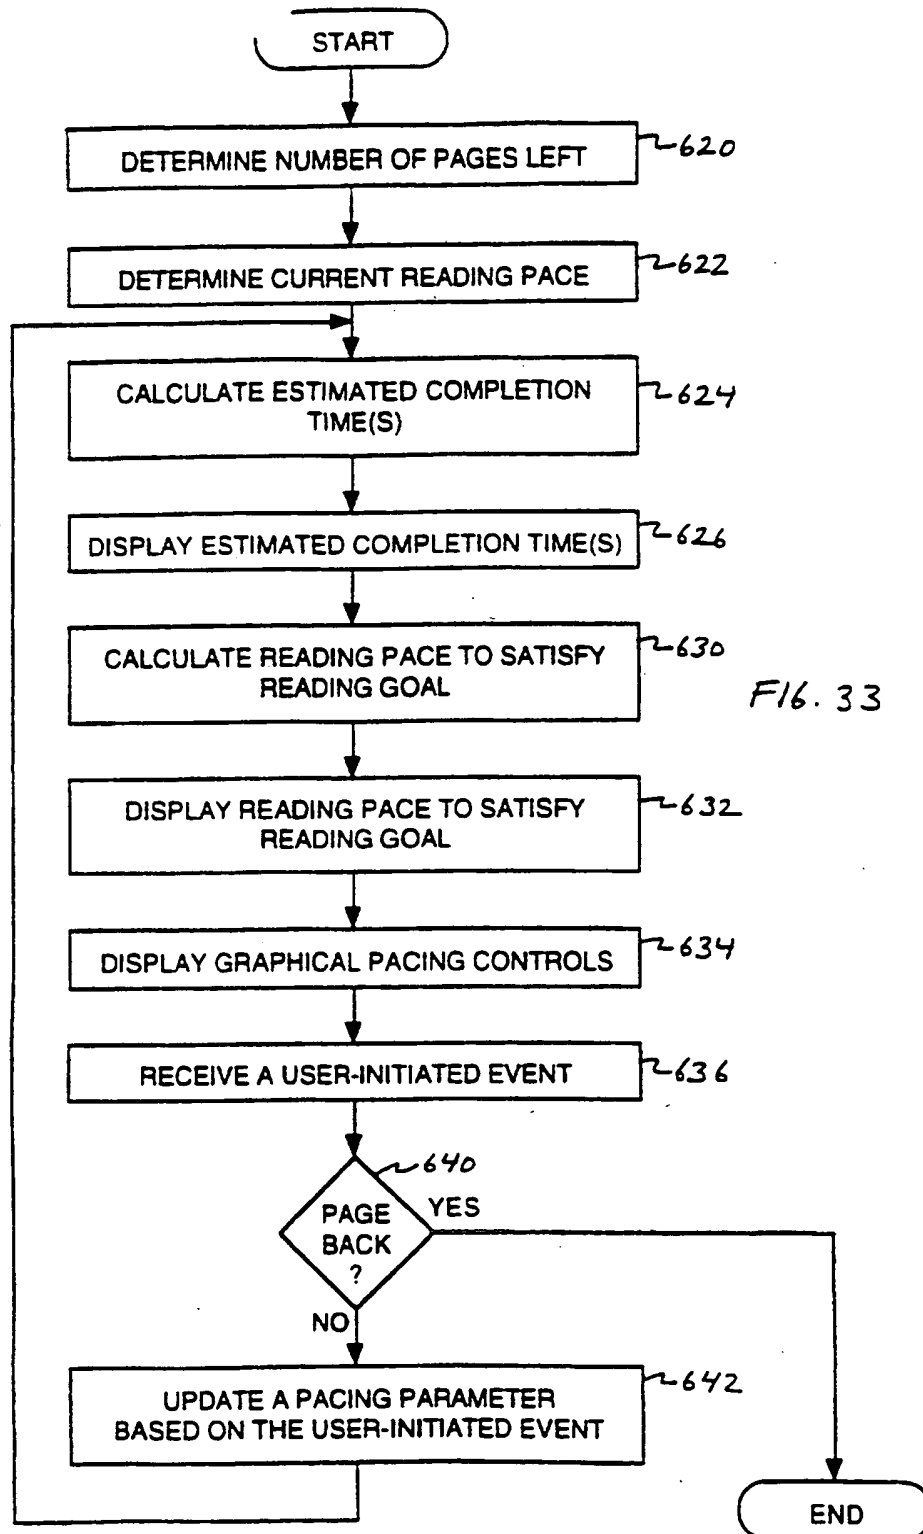 START
DETERMINE NUMBER OF PAGES LEFT
620
DETERMINE CURRENT READING PACE
622
CALCULATE ESTIMATED COMPLETION
TIME(S)
624
DISPLAY ESTIMATED COMPLETION TIME(S)
626
CALCULATE READING PACE TO SATISFY
READING GOAL
630
FIG. 33
DISPLAY READING PACE TO SATISFY
READING GOAL
632
DISPLAY GRAPHICAL PACING CONTROLS
634
RECEIVE A USER-INITIATED EVENT
636
640
PAGE
BACK
?
YES
NO
UPDATE A PACING PARAMETER
BASED ON THE USER-INITIATED EVENT
642
END